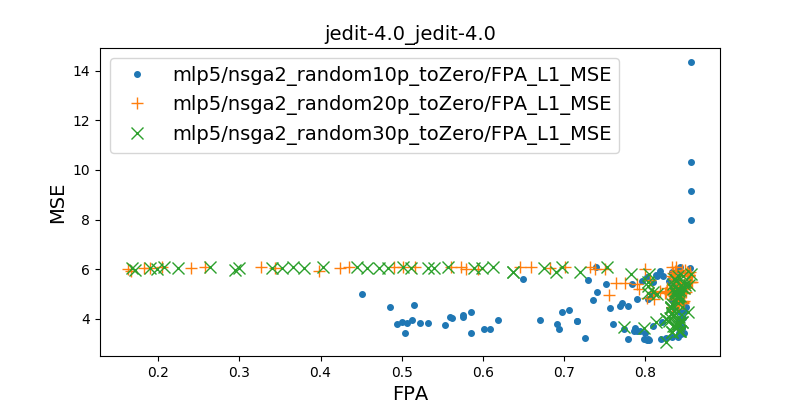 jedit-4.0_jedit-4.0
mlp5/nsga2_random10p_toZero/FPA_L1_MSE
mlp5/nsga2_random20p_toZero/FPA_L1_MSE
mlp5/nsga2_random30p_toZero/FPA_L1_MSE
MSE
14
12
10
8
6
4
0.2 0.3 0.4 0.5 0.6 0.7 0.8
FPA